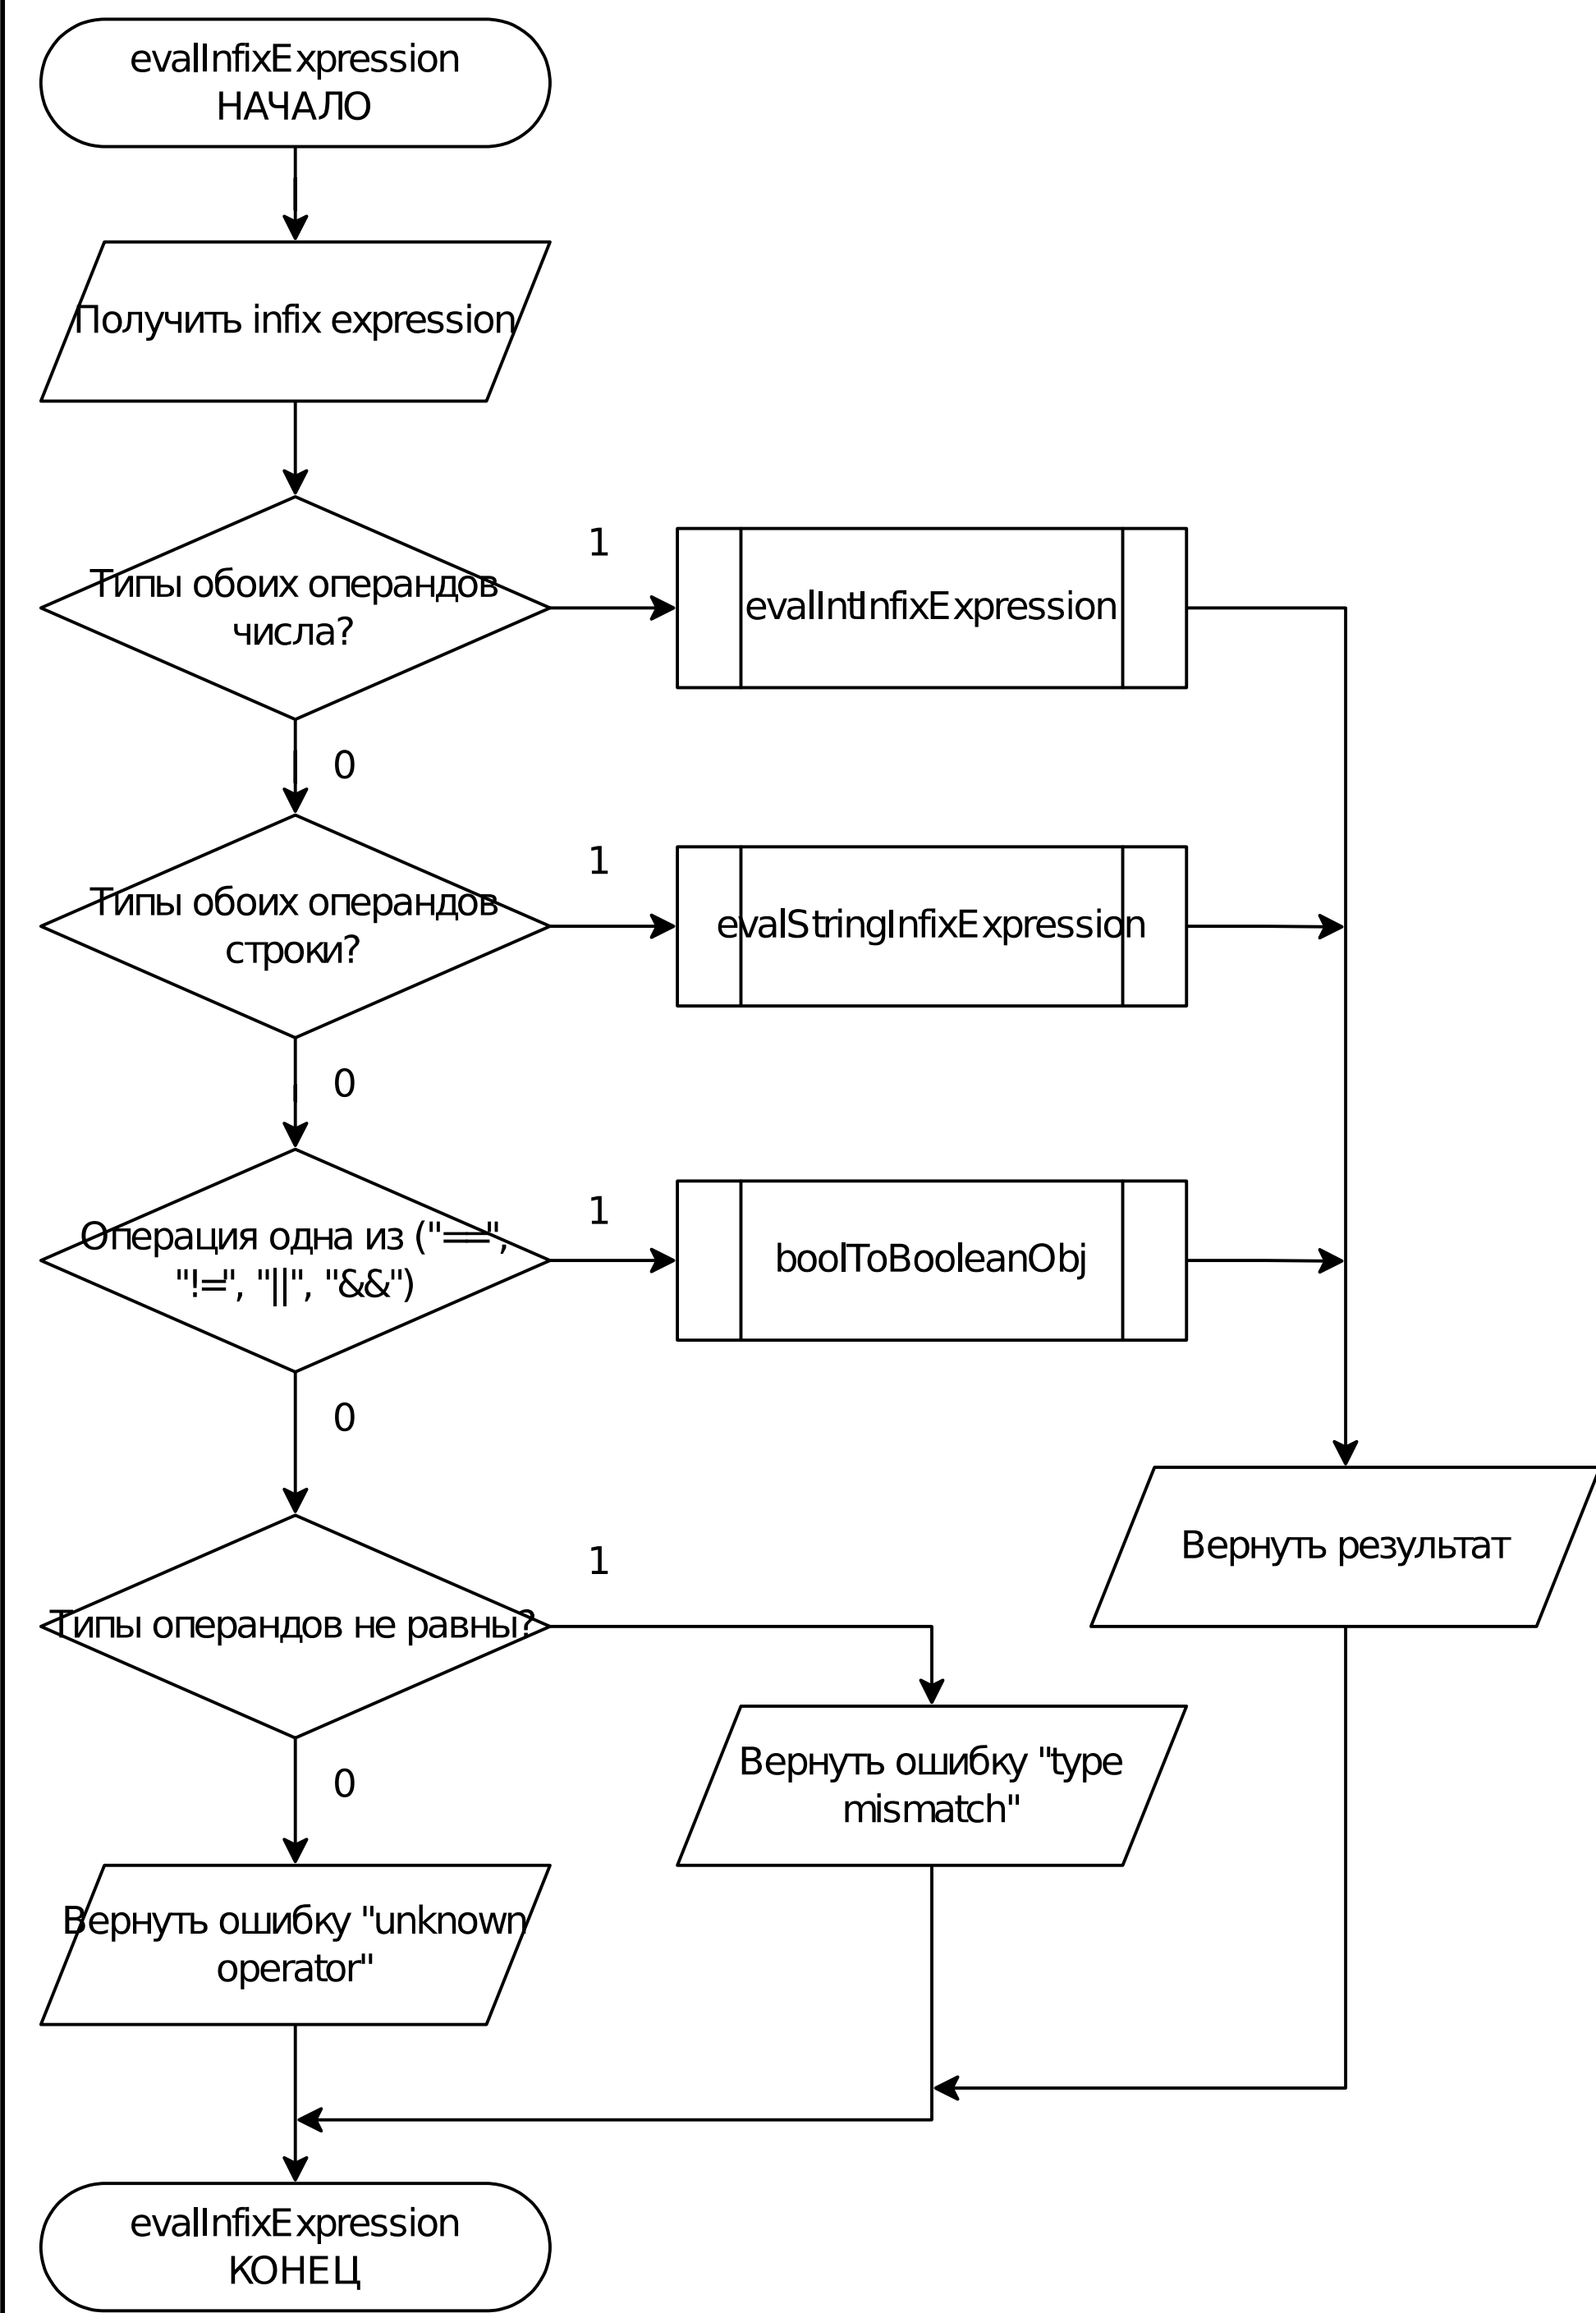 evalInfixExpression
НАЧАЛО
Получить infix expression
Типы обоих операндов
числа?
1
evalIntInfixExpression
0
Типы обоих операндов
строки?
1
evalStringInfixExpression
0
Операция одна из ("==",
"!=", "||", "&&")
1
boolToBooleanObj
0
Типы операндов не равны?
1
Вернуть результат
Вернуть ошибку "type
mismatch"
0
Вернуть ошибку "unknown
operator"
evalInfixExpression
КОНЕЦ